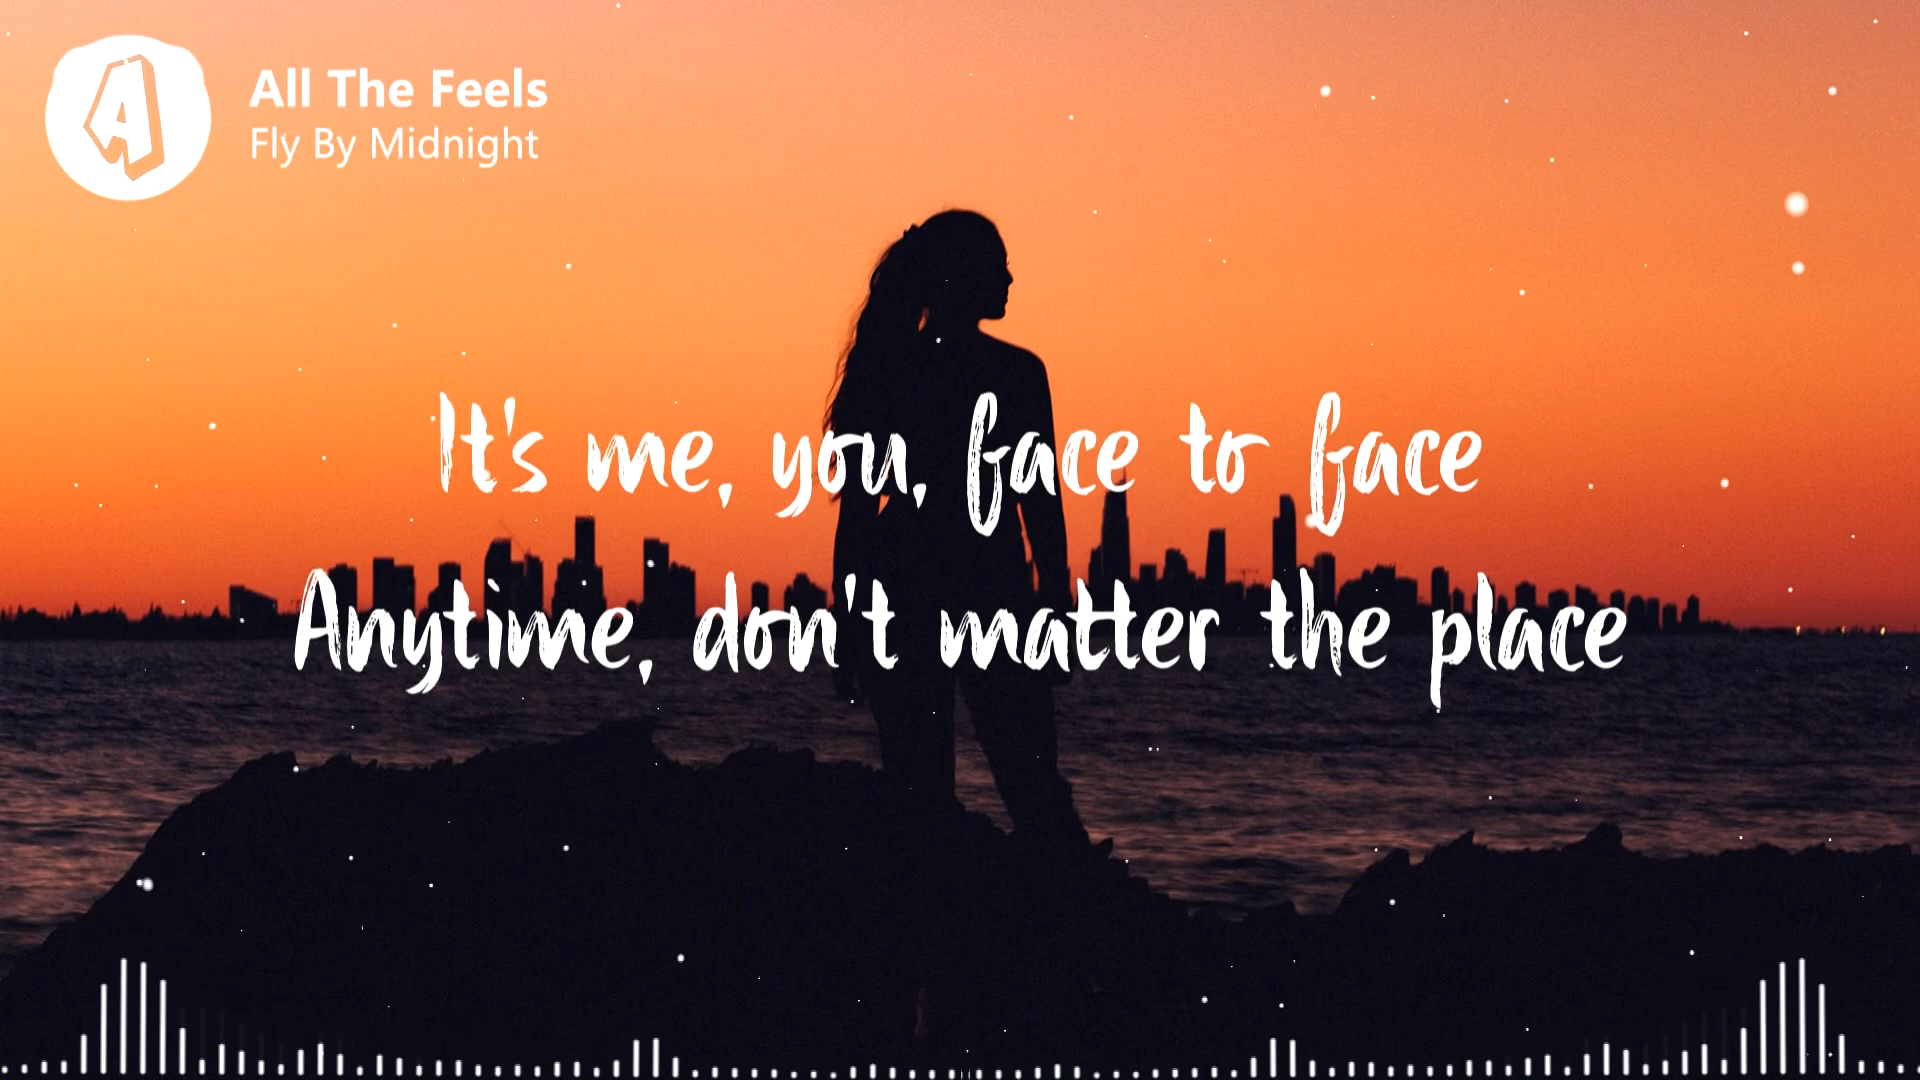 A
All The Feels
Fly By Midnight
It's me, you, face to face
Anytime, don't matter the place